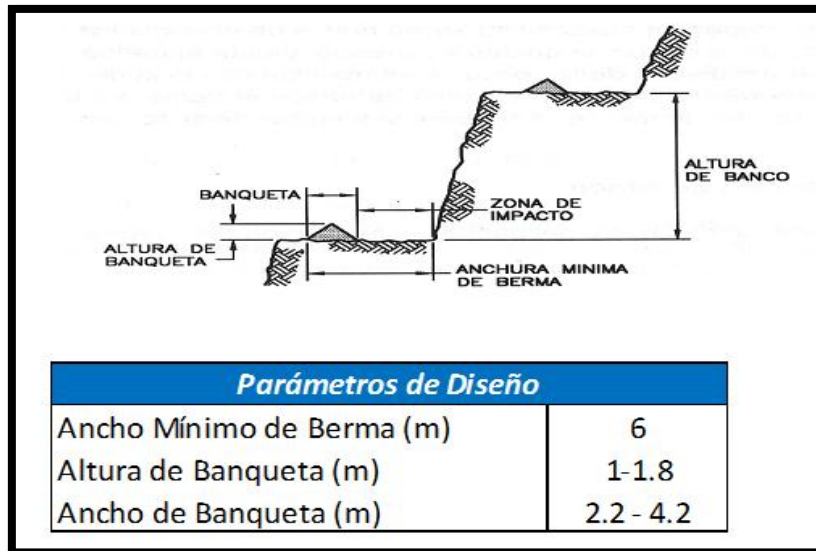 BANQUETA
ZONA DE
IMPACTO
ALTURA
DE BANCO
ALTURA DE
BANQUETA
ANCHURA MINIMA
DE BERMA
Parámetros de Diseño
Ancho Mínimo de Berma (m) 6
Altura de Banqueta (m) 1-1.8
Ancho de Banqueta (m) 2.2 - 4.2